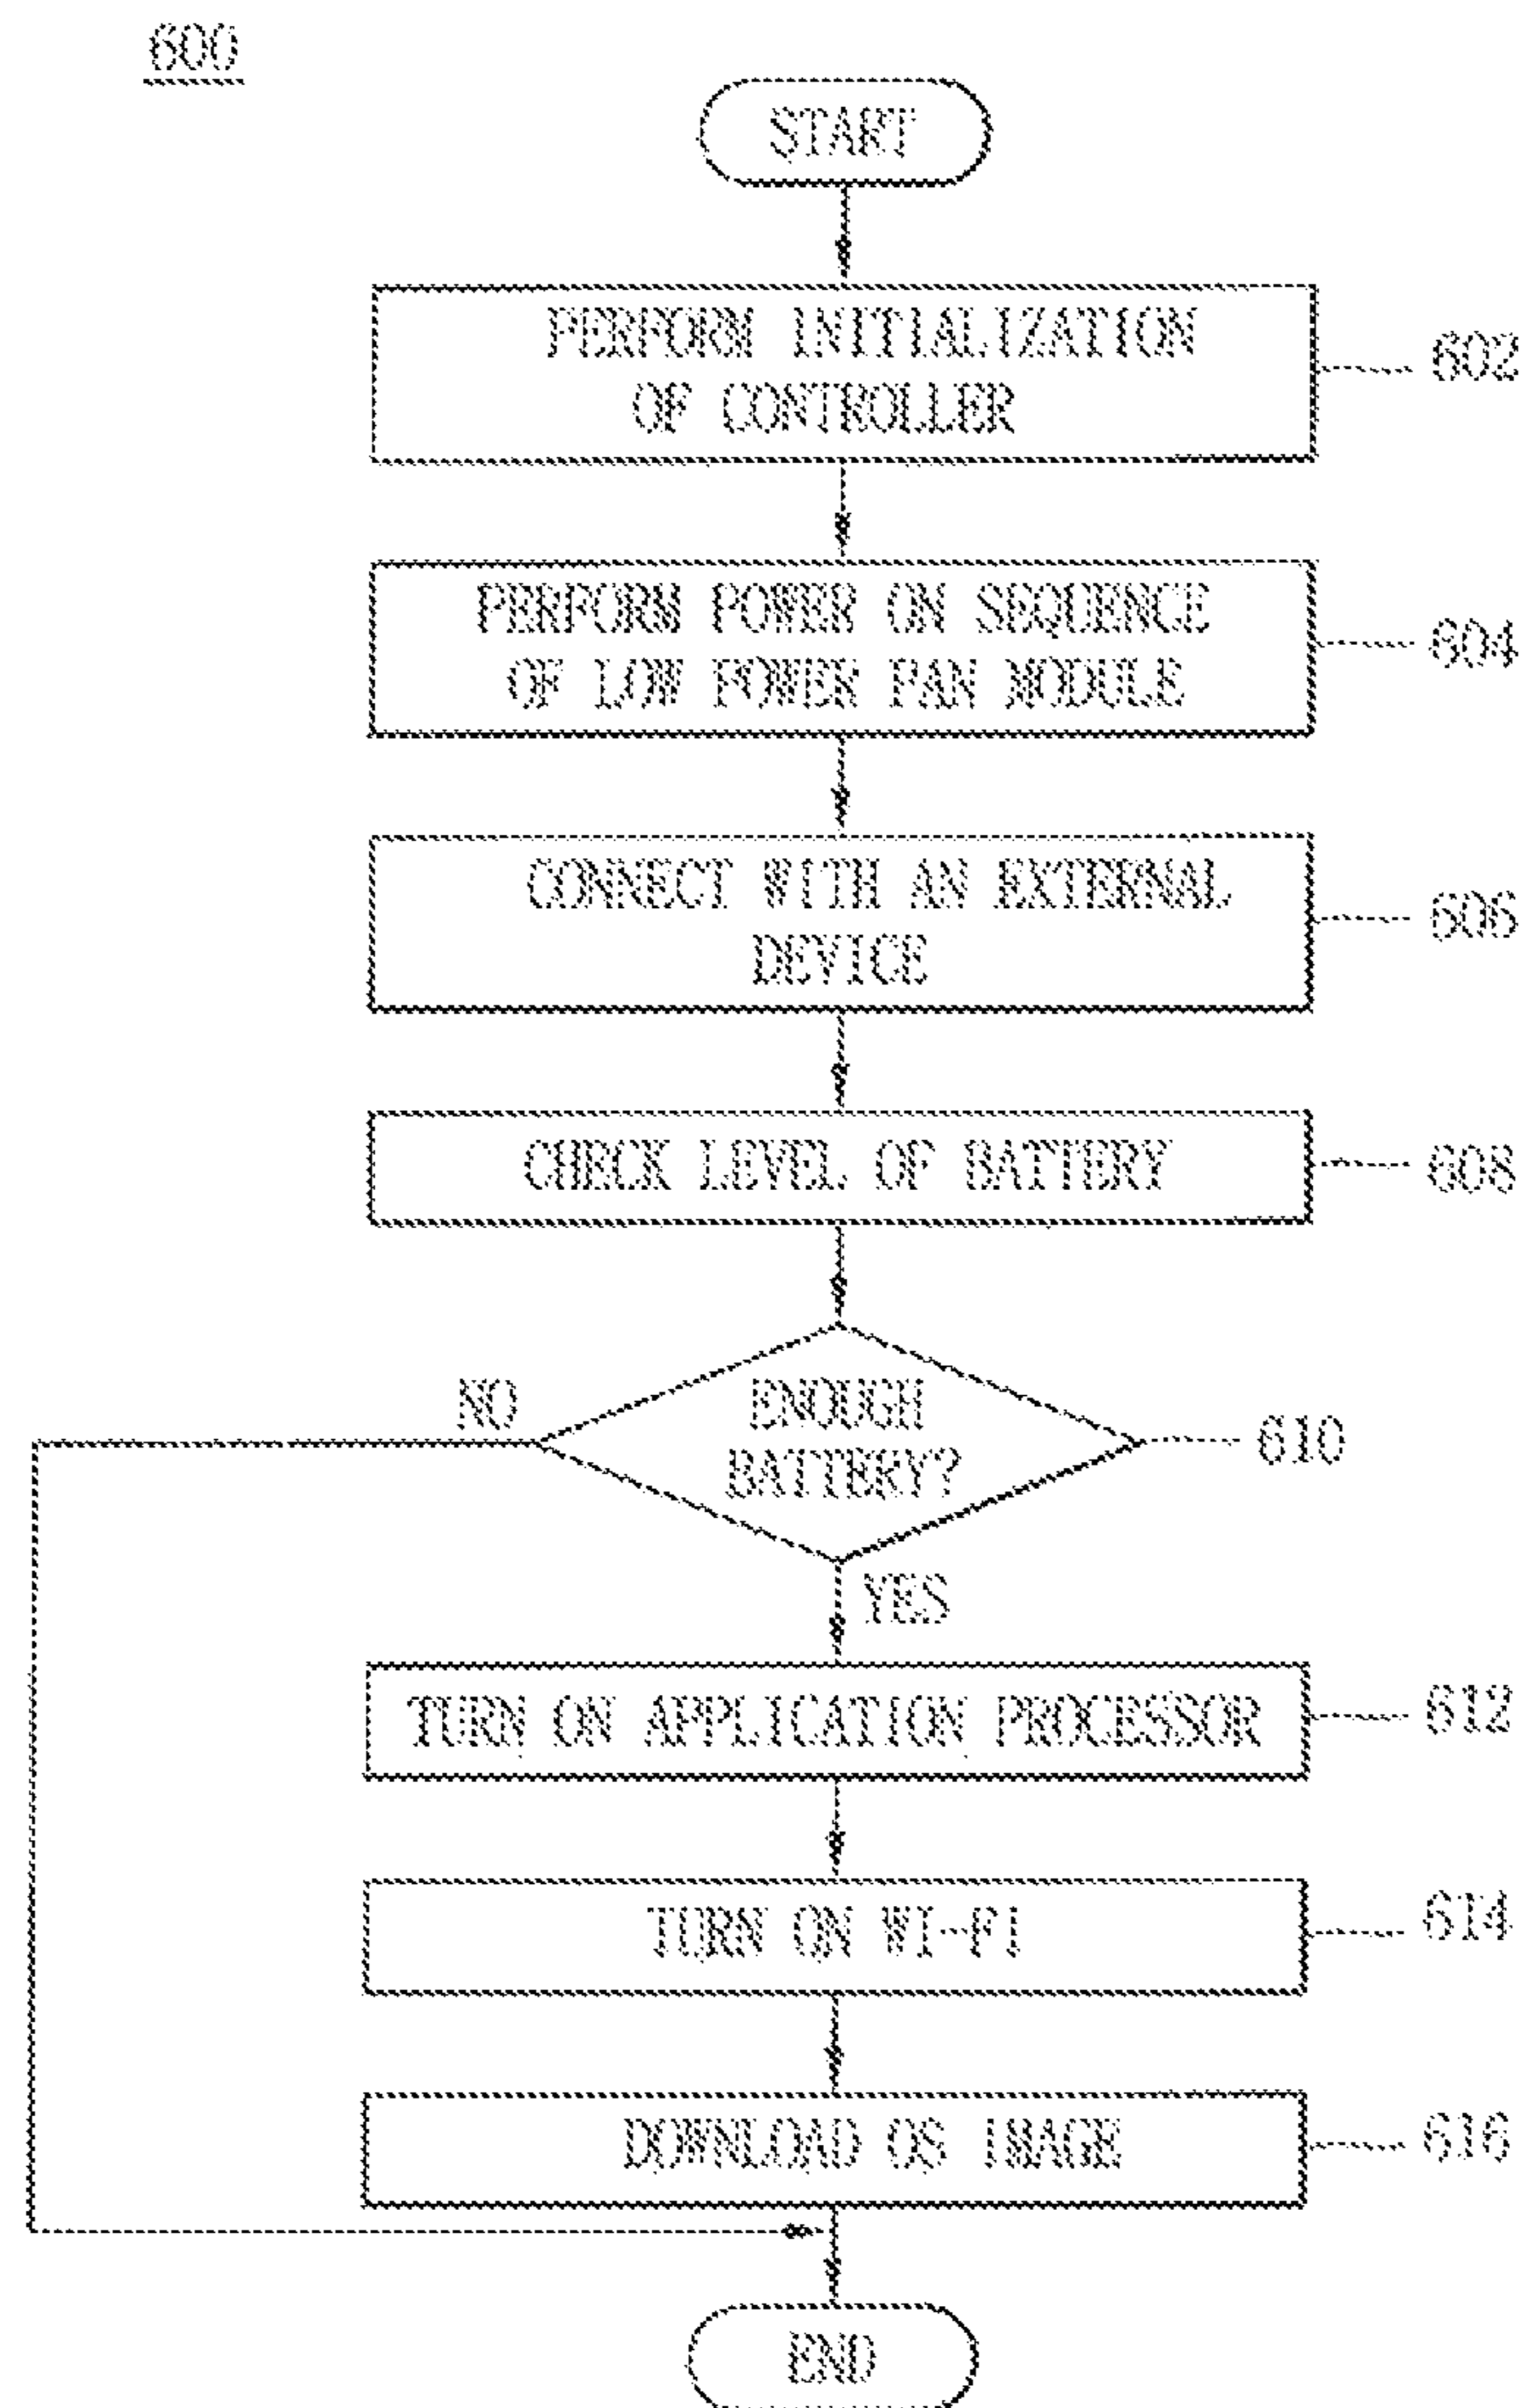 600
START
PERFORM INITIALIZATION
OF CONTROLLER
602
PERFORM POWER ON SEQUENCE
OF LOW POWER PAN MODULE
604
CONNECT WITH AN EXTERNAL
DEVICE
606
CHECK LEVEL OF BATTERY
608
NO
ENOUGH
BATTERY?
610
YES
TURN ON APPLICATION PROCESSOR
612
TURN ON WI-FI
614
DOWNLOAD OS IMAGE
616
END